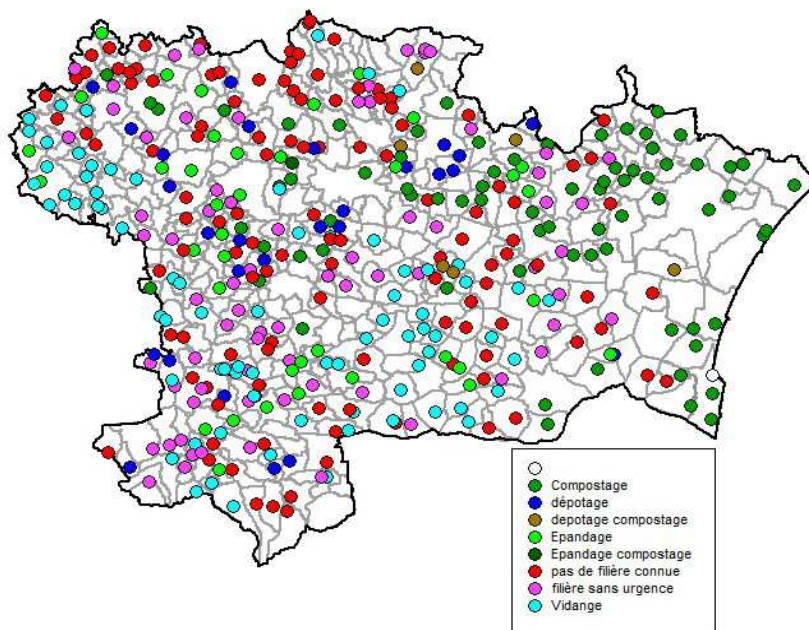 Compostage
dépotage
depotage compostage
Epandage
Epandage compostage
pas de filière connue
filière sans urgence
Vidange